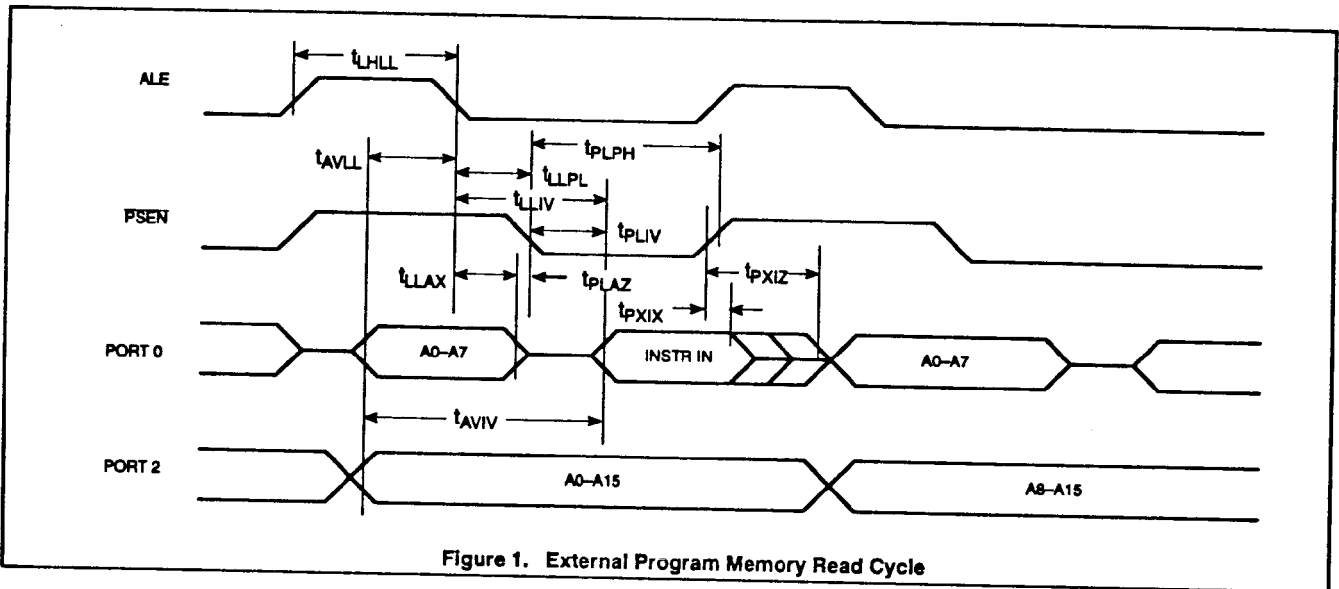 tLHLL
ALE
tPLPH
tAVLL
tLLPL
tLLIV
PSEN
tPLIV
tLLAX
tPLAZ
tPXIZ
tPXIX
PORT 0
A0–A7
INSTR IN
A0–A7
tAVIV
PORT 2
A0–A15
A8–A15
Figure 1. External Program Memory Read Cycle